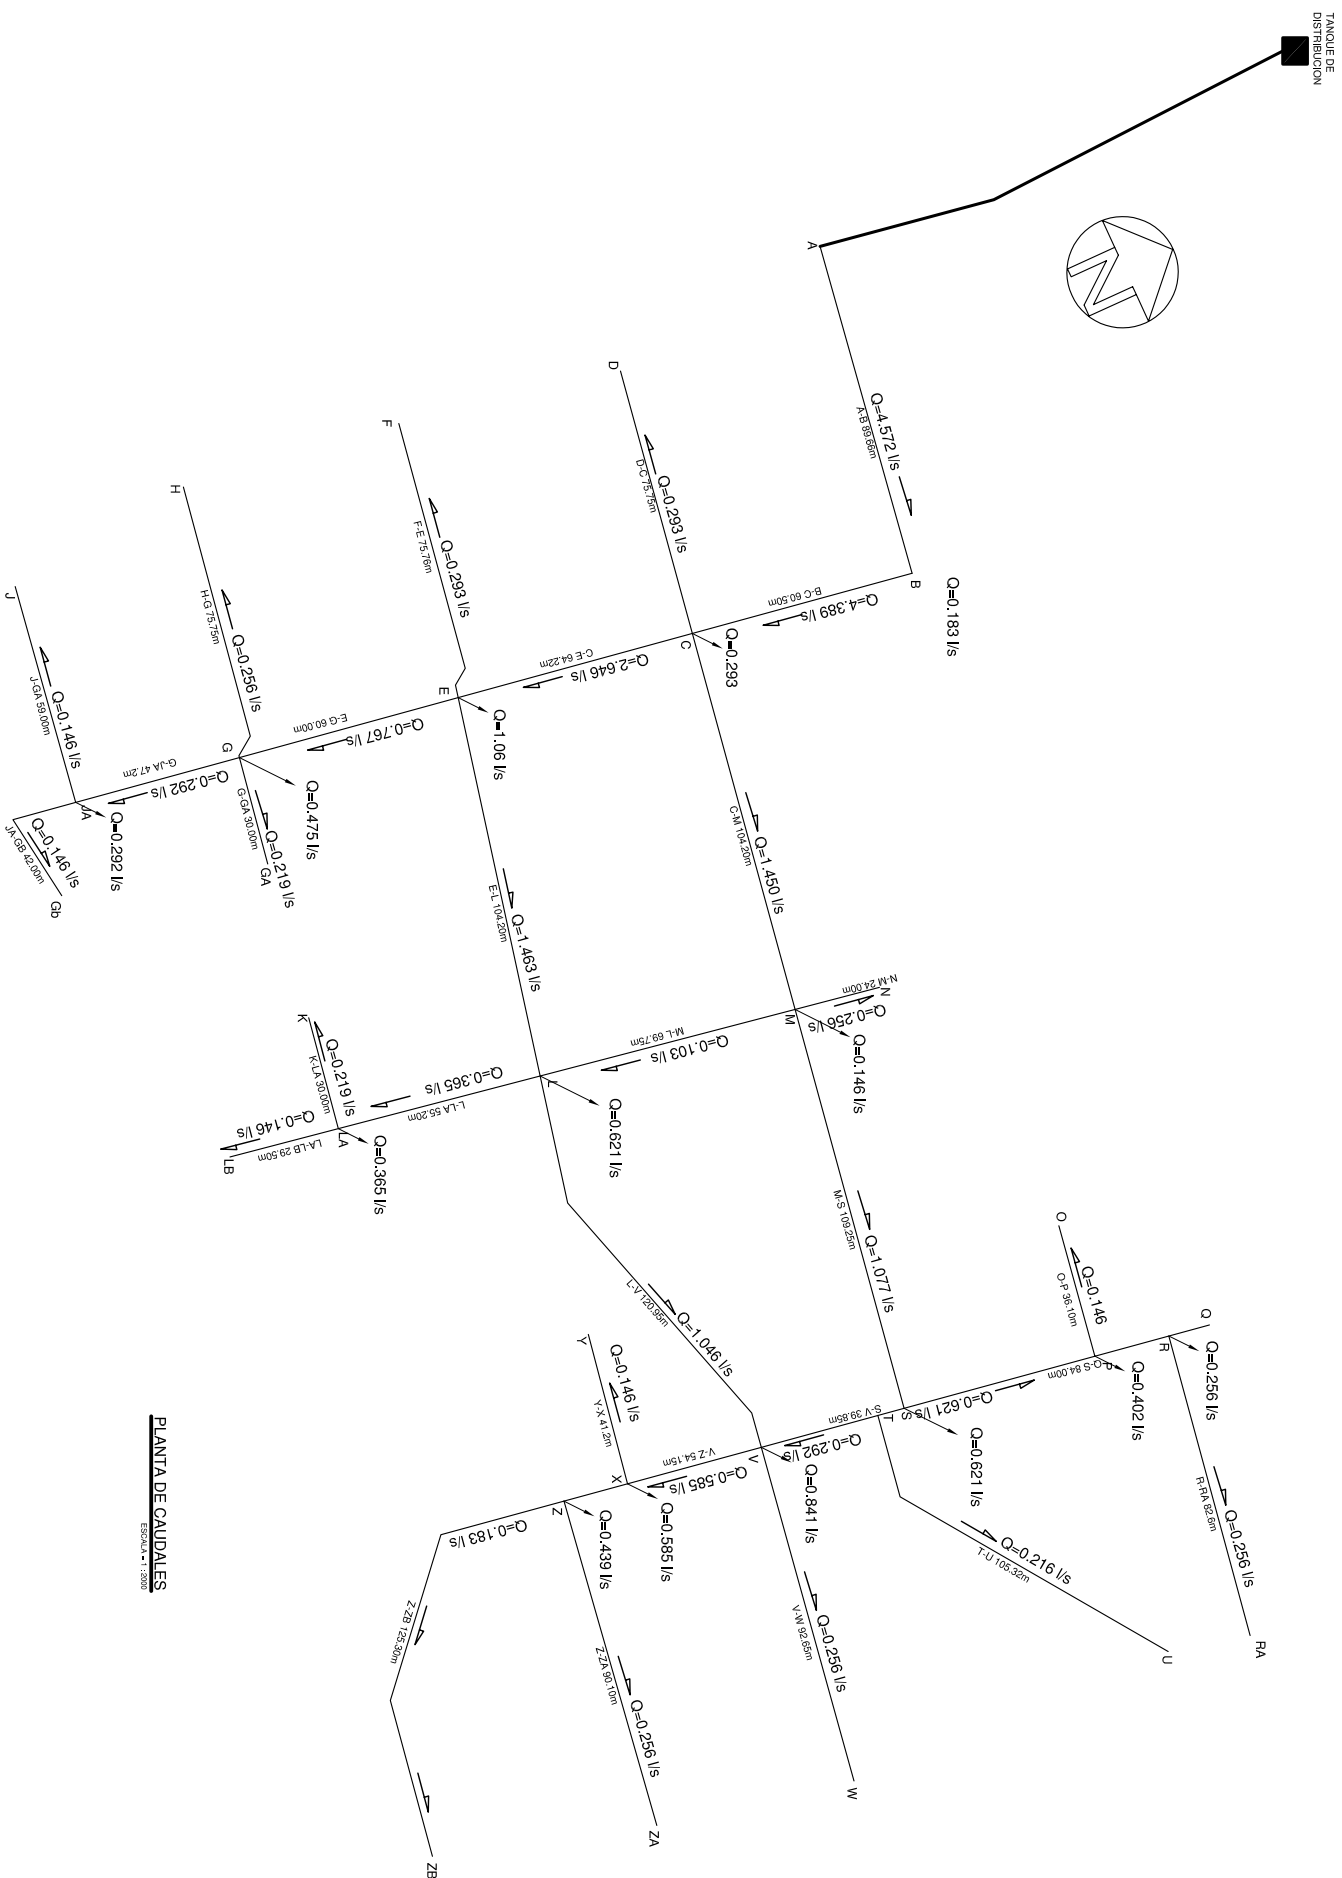 TANQUE DE
DISTRIBUCION
A
Q=4.572 l/s
A-B 89.66m
B
Q=0.183 l/s
B-C 60.50m
Q=4.389 l/s
D
Q=0.293 l/s
D-C 75.75m
C
Q=0.293
C-E 64.22m
Q=2.646 l/s
F
Q=0.293 l/s
F-E 75.76m
E
Q=1.06 l/s
E-G 60.00m
Q=0.767 l/s
H
Q=0.256 l/s
H-G 75.75m
G
Q=0.475 l/s
Q=0.219 l/s
G-GA 30.00m
GA
G-JA 47.2m
Q=0.292 l/s
J
Q=0.146 l/s
J-GA 59.00m
JA
Q=0.292 l/s
Q=0.146 l/s
JA-GB 42.00m
Gb
Q=1.450 l/s
C-M 104.20m
Q=1.463 l/s
E-L 104.20m
N-M 24.00m
N
Q=0.256 l/s
M
Q=0.146 l/s
M-L 69.75m
Q=0.103 l/s
L
Q=0.621 l/s
Q=0.365 l/s
L-LA 55.20m
K
Q=0.219 l/s
K-LA 30.00m
LA
Q=0.365 l/s
Q=0.146 l/s
LA-LB 29.50m
LB
Q=1.077 l/s
M-S 109.25m
L-V 120.95m
Q=1.046 l/s
O
Q=0.146
O-P 36.10m
Q
R
Q=0.256 l/s
P
Q=0.402 l/s
Q-S 84.00m
Q=0.621 l/s
S
Q=0.621 l/s
T
Q=0.256 l/s
R-RA 82.6m
RA
Q=0.216 l/s
T-U 105.32m
U
S-V 39.85m
Q=0.292 l/s
V
Q=0.841 l/s
V-Z 54.15m
Q=0.585 l/s
Y
Q=0.146 l/s
Y-X 41.2m
X
Q=0.585 l/s
Z
Q=0.439 l/s
Q=0.183 l/s
Q=0.256 l/s
V-W 92.65m
W
Q=0.256 l/s
Z-ZA 90.10m
ZA
Z-ZB 125.30m
ZB
PLANTA DE CAUDALES
ESCALA = 1 : 2000